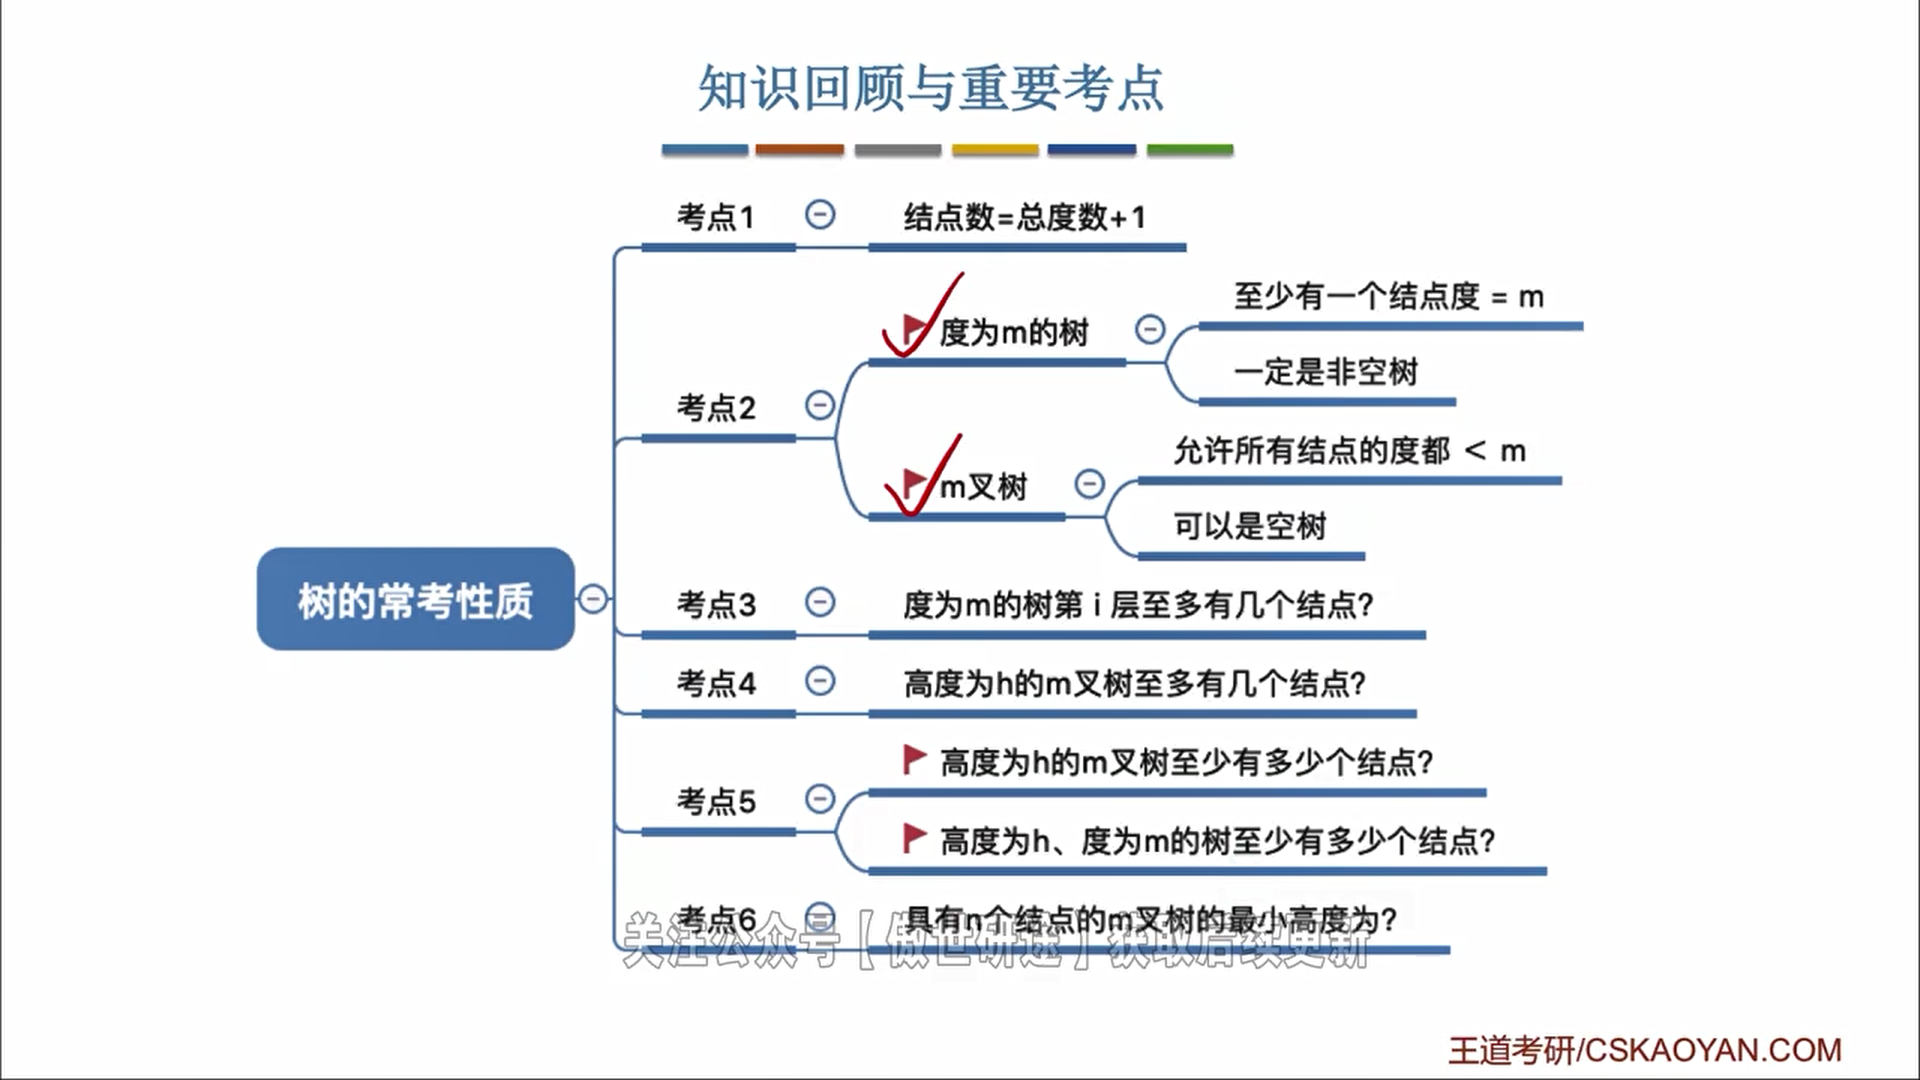 知识回顾与重要考点
考点1
结点数=总度数+1
考点2
度为m的树
至少有一个结点度 = m
一定是非空树
m叉树
允许所有结点的度都 < m
可以是空树
树的常考性质
考点3
度为m的树第 i 层至多有几个结点?
考点4
高度为h的m叉树至多有几个结点?
考点5
高度为h的m叉树至少有多少个结点?
高度为h、度为m的树至少有多少个结点?
考点6
具有n个结点的m叉树的最小高度为?
关注公众号【傲世研途】获取后续更新
王道考研/CSKAOYAN.COM